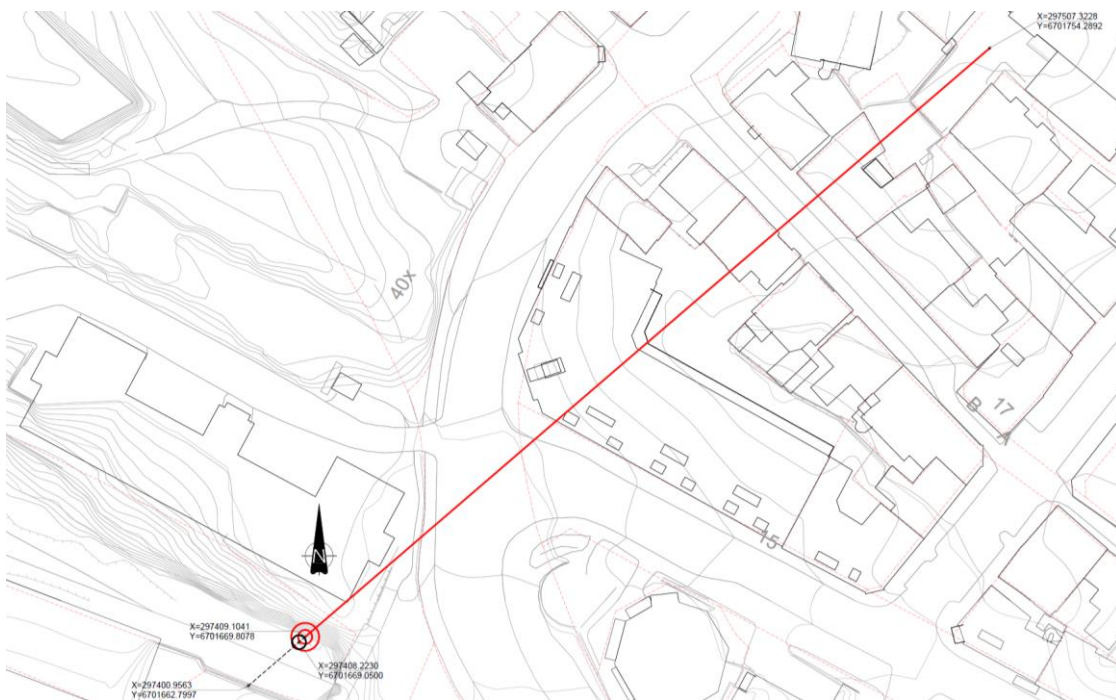 X=297507.3228
Y=6701754.2892
40x
17
B
A
15
N
X=297409.1041
Y=6701669.8078
X=297408.2230
Y=6701669.0500
X=297400.9563
Y=6701662.7997